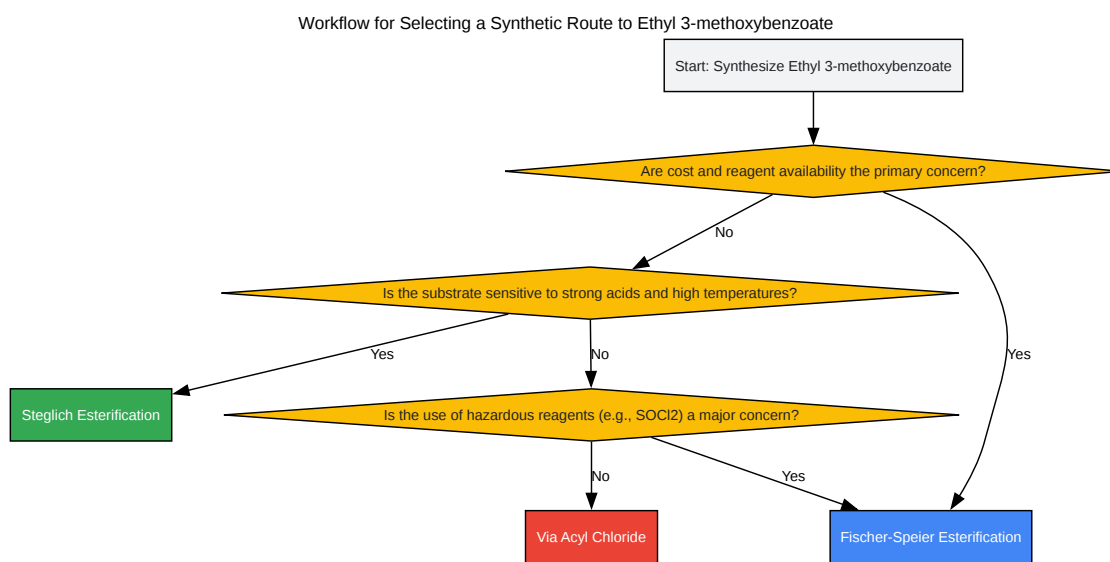 Workflow for Selecting a Synthetic Route to Ethyl 3-methoxybenzoate
Start: Synthesize Ethyl 3-methoxybenzoate
Are cost and reagent availability the primary concern?
No
Is the substrate sensitive to strong acids and high temperatures?
Yes
No
Yes
Steglich Esterification
Is the use of hazardous reagents (e.g., SOCl2) a major concern?
No
Yes
Via Acyl Chloride
Fischer-Speier Esterification